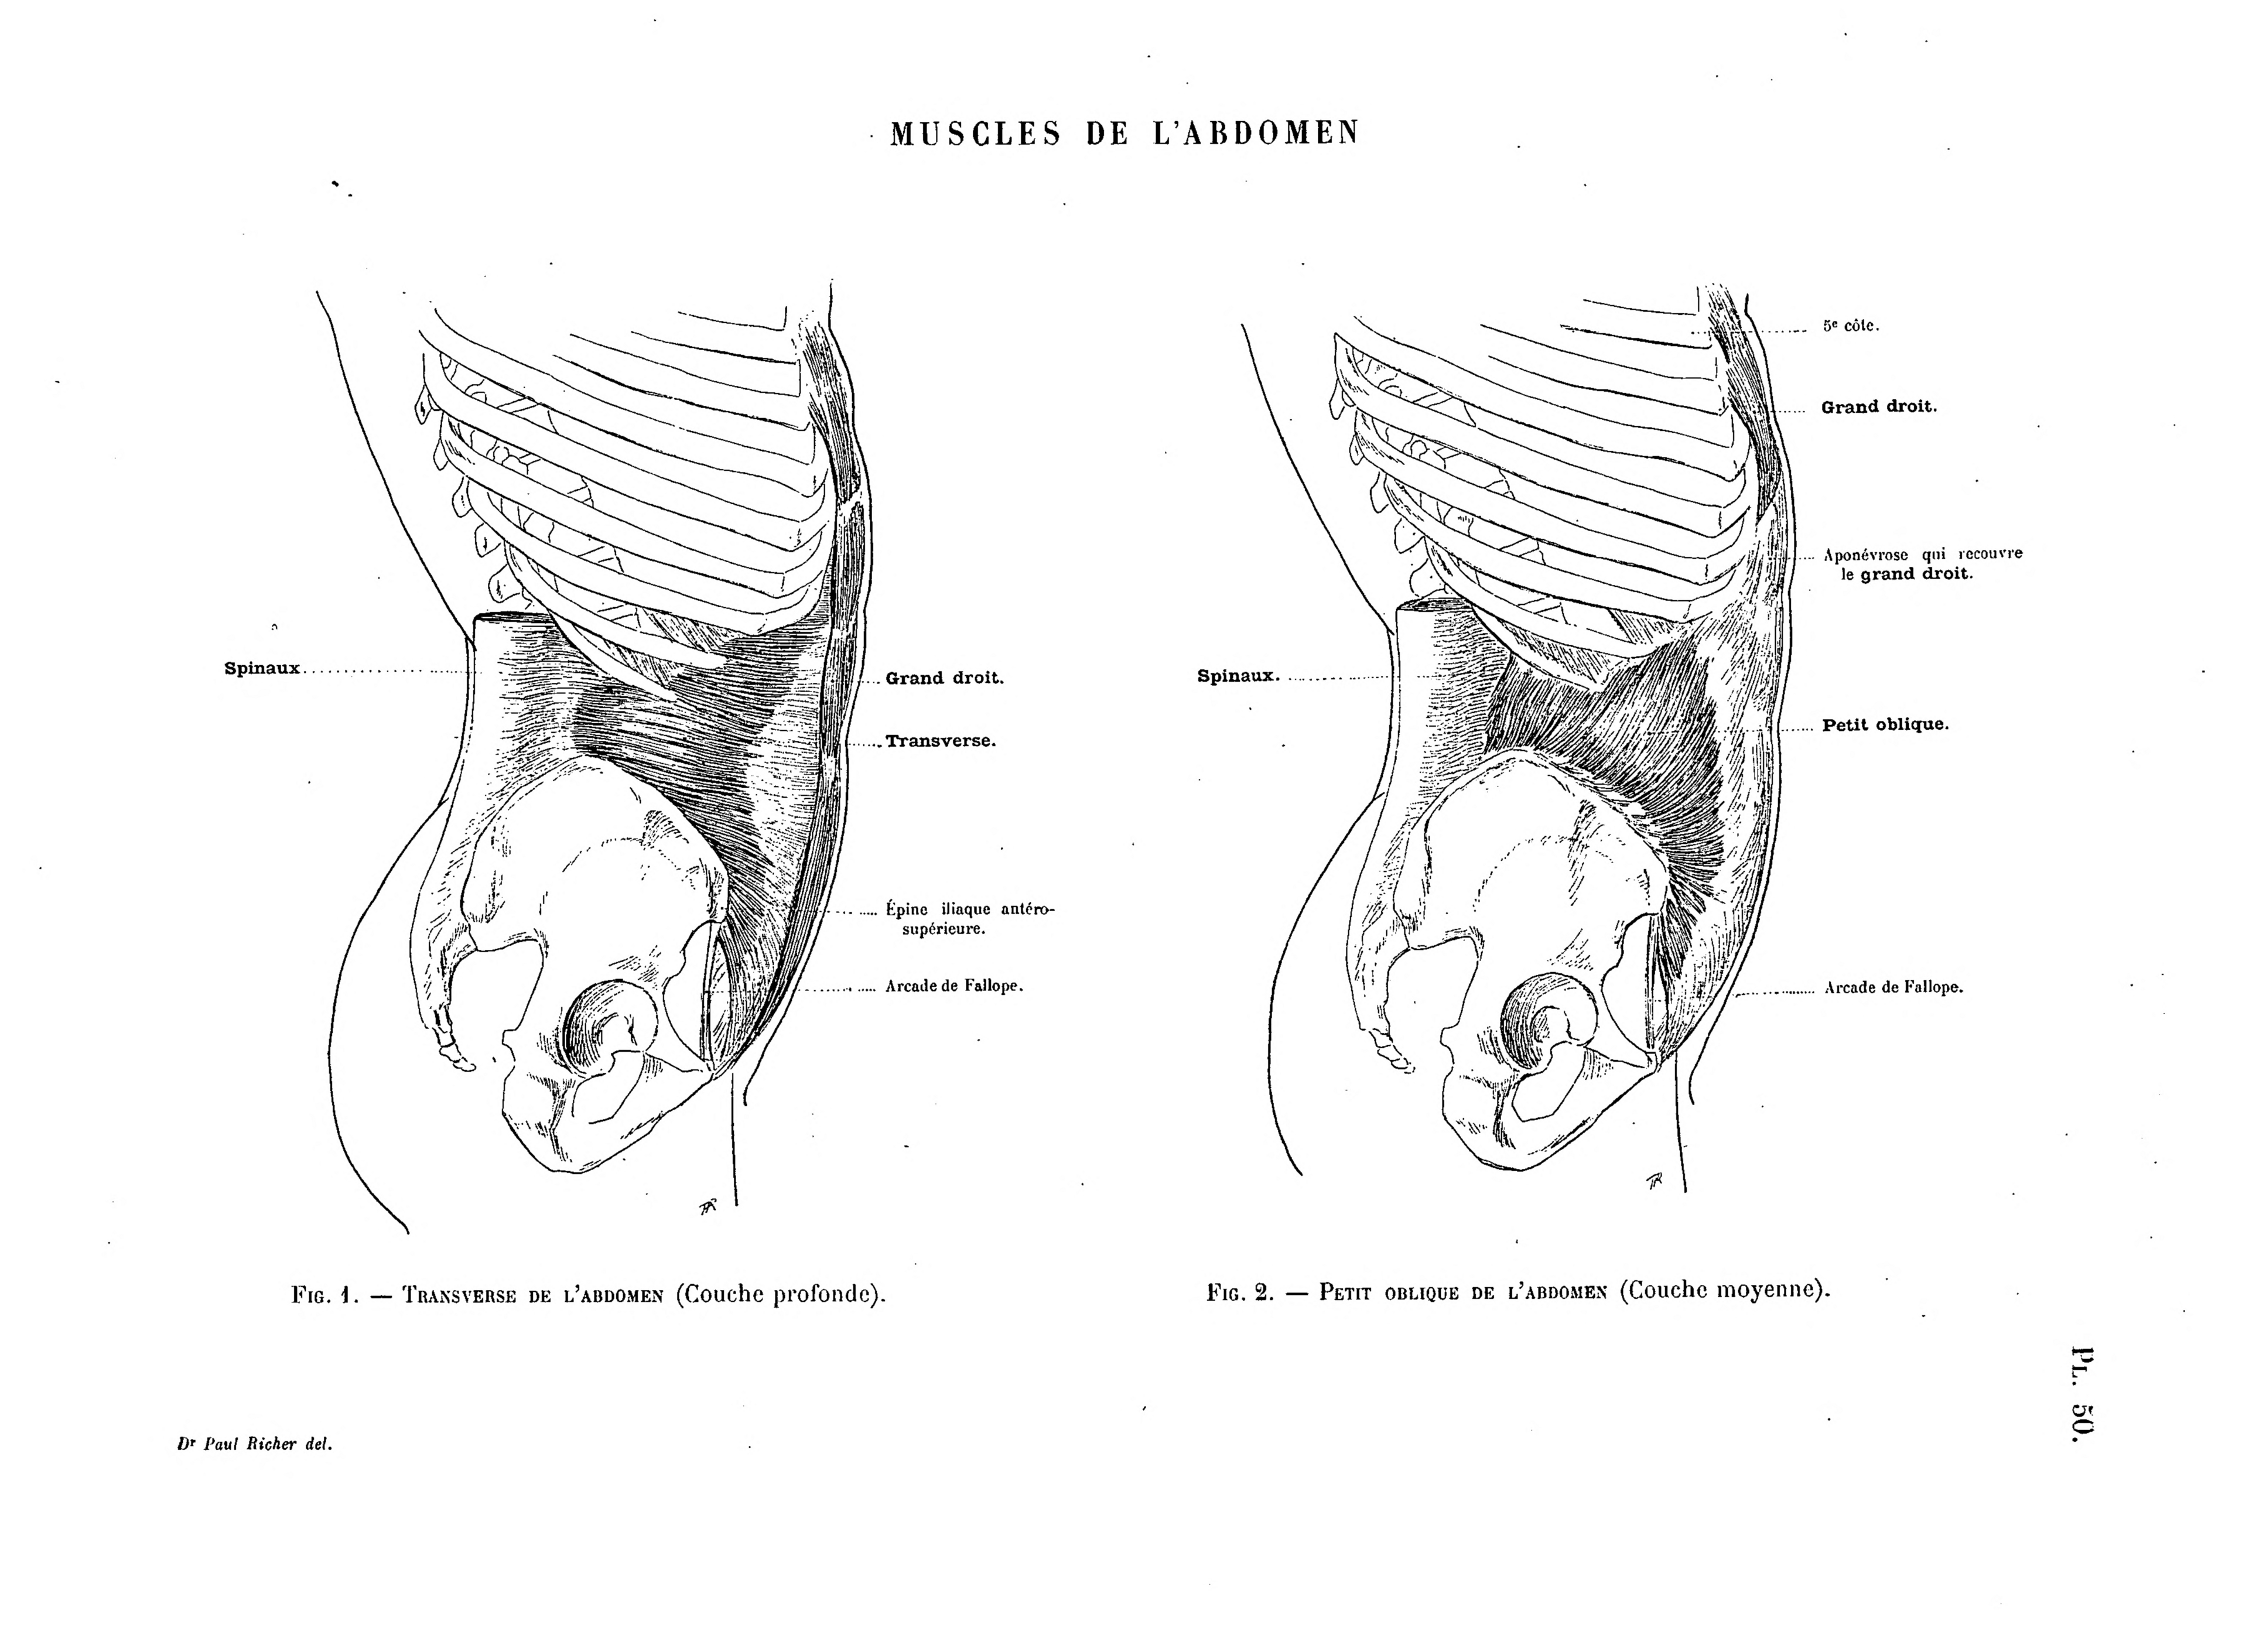 MUSCLES DE L'ABDOMEN
Spinaux.
Grand droit.
Transverse.
Épine iliaque antéro-
supérieure.
Arcade de Fallope.
FIG. 1. — TRANSVERSE DE L'ABDOMEN (Couche profonde).
5e côte.
Grand droit.
Aponévrose qui recouvre
le grand droit.
Spinaux.
Petit oblique.
Arcade de Fallope.
FIG. 2. — PETIT OBLIQUE DE L'ABDOMEN (Couche moyenne).
Dr Paul Richer del.
PL. 50.